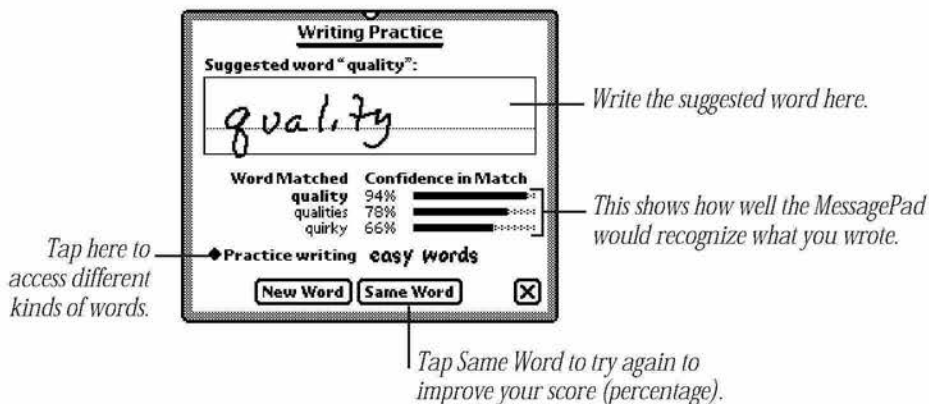 Writing Practice
Suggested word "quality":
quality
Write the suggested word here.
Word Matched Confidence in Match
quality 94%
qualities 78%
quirky 66%
This shows how well the MessagePad
would recognize what you wrote.
Tap here to
access different
kinds of words.
◆Practice writing easy words
New Word Same Word X
Tap Same Word to try again to
improve your score (percentage).